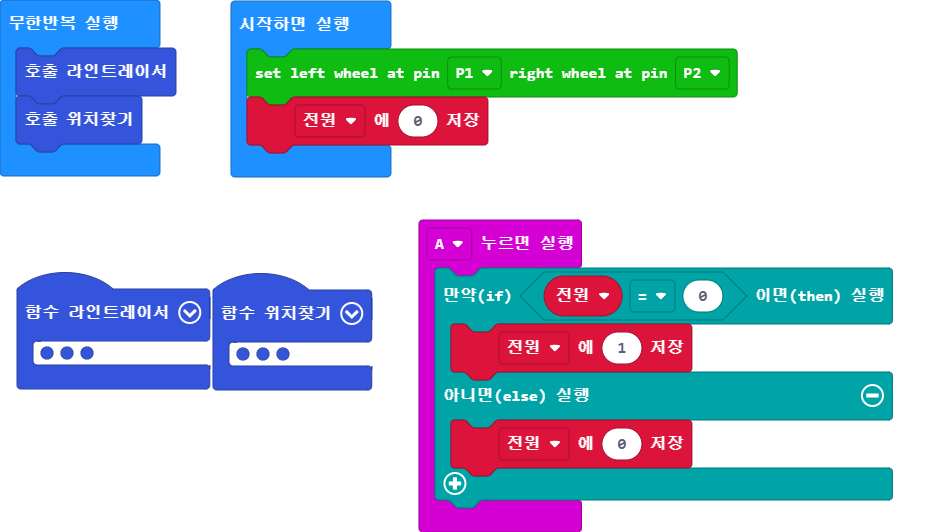 무한반복 실행
호출 라인트레이서
호출 위치찾기
시작하면 실행
set left wheel at pin P1 right wheel at pin P2
전원 에 0 저장
함수 라인트레이서
함수 위치찾기
A 누르면 실행
만약(if) 전원 = 0 이면(then) 실행
전원 에 1 저장
아니면(else) 실행
전원 에 0 저장